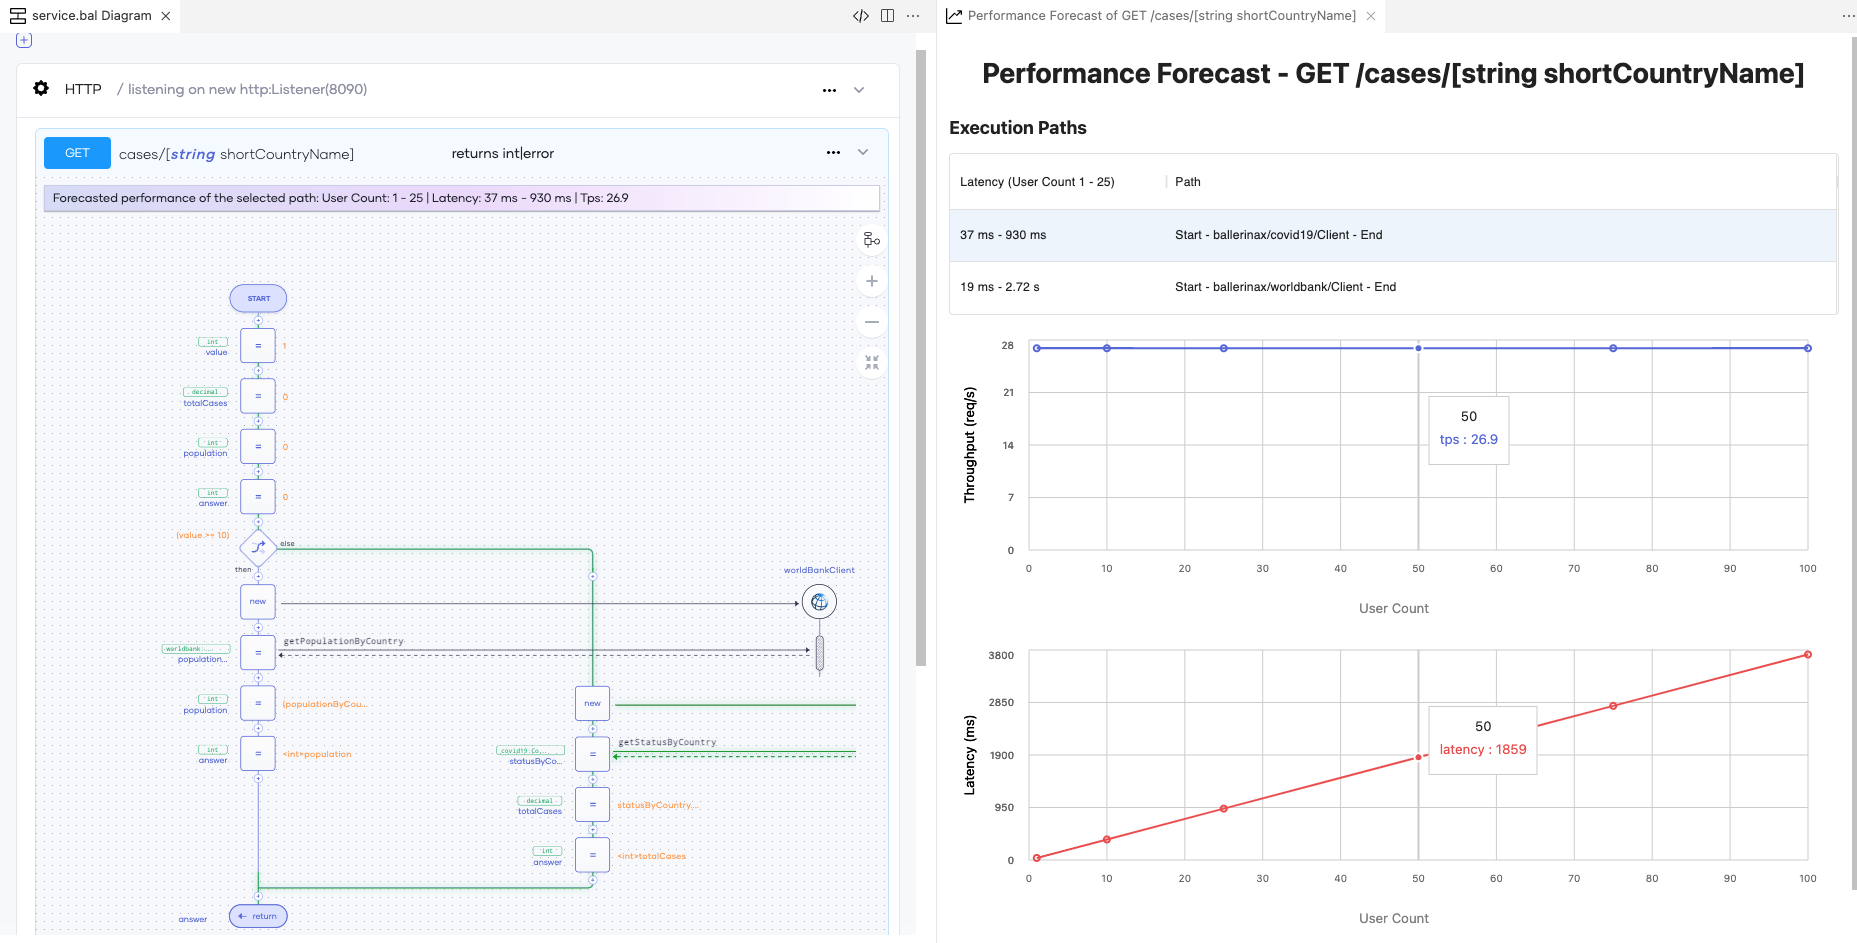 service.bal Diagram
HTTP / listening on new http:Listener(8090)
GET cases/[string shortCountryName] returns int|error
Forecasted performance of the selected path: User Count: 1 - 25 | Latency: 37 ms - 930 ms | Tps: 26.9
START
int
value
= 1
decimal
totalCases
= 0
int
population
= 0
int
answer
= 0
(value >= 10)
else
then
worldBankClient
new
getPopulationByCountry
worldbank....
population...
=
int
population
= (populationByCou...
int
answer
= <int>population
new
getStatusByCountry
covid19:Co...
statusByCo...
=
decimal
totalCases
= statusByCountry....
int
answer
= <int>totalCases
answer
return
Performance Forecast of GET /cases/[string shortCountryName]
Performance Forecast - GET /cases/[string shortCountryName]
Execution Paths
Latency (User Count 1 - 25) Path
37 ms - 930 ms Start - ballerinax/covid19/Client - End
19 ms - 2.72 s Start - ballerinax/worldbank/Client - End
Throughput (req/s)
28
21
14
7
0
50
tps : 26.9
0 10 20 30 40 50 60 70 80 90 100
User Count
Latency (ms)
3800
2850
1900
950
0
50
latency : 1859
0 10 20 30 40 50 60 70 80 90 100
User Count